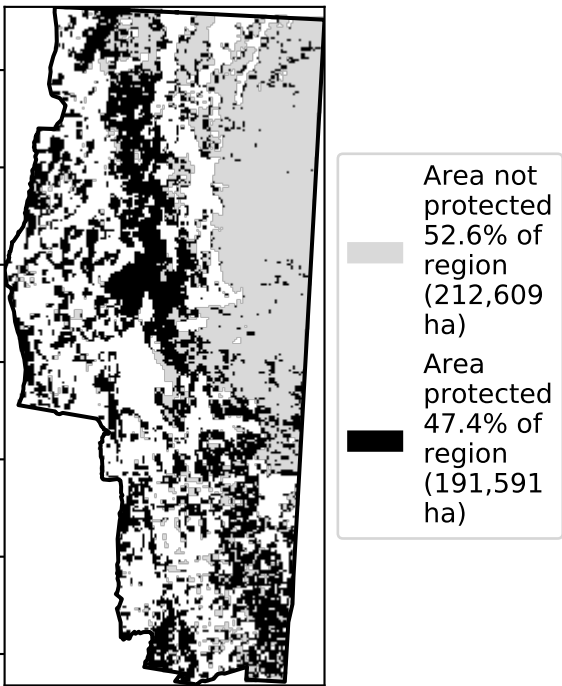 Area not
protected
52.6% of
region
(212,609
ha)
Area
protected
47.4% of
region
(191,591
ha)